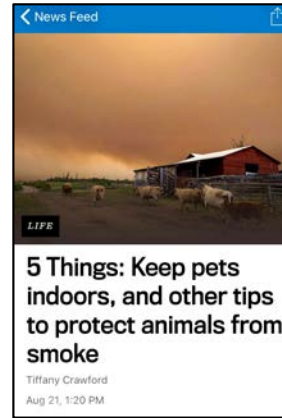 News Feed
LIFE
5 Things: Keep pets
indoors, and other tips
to protect animals from
smoke
Tiffany Crawford
Aug 21, 1:20 PM